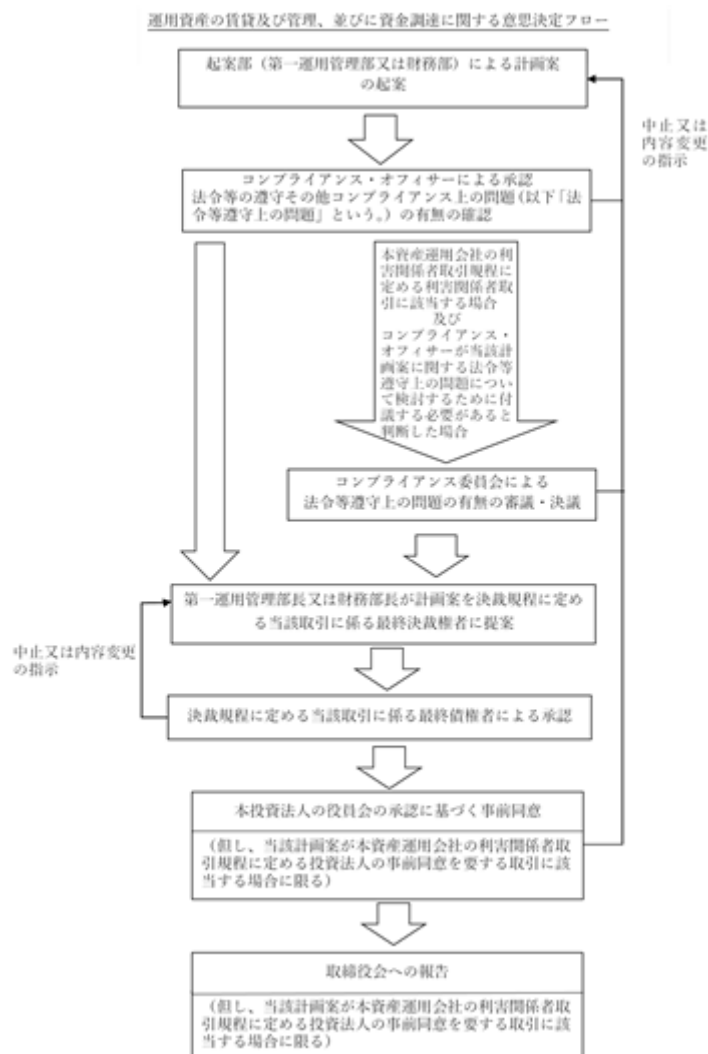 運用資産の賃貸及び管理、並びに資金調達に関する意思決定フロー
起案部（第一運用管理部又は財務部）による計画案
の起案
中止又は
内容変更
の指示
コンプライアンス・オフィサーによる承認
法令等の遵守その他コンプライアンス上の問題（以下「法
令等遵守上の問題」という。）の有無の確認
本資産運用会社の利
害関係者取引規程に
定める利害関係者取
引に該当する場合
及び
コンプライアンス・
オフィサーが当該計
画案に関する法令等
遵守上の問題につい
て検討するために付
議する必要があると
判断した場合
コンプライアンス委員会による
法令等遵守上の問題の有無の審議・決議
第一運用管理部長又は財務部長が計画案を決裁規程に定め
る当該取引に係る最終決裁権者に提案
中止又は内容変更
の指示
決裁規程に定める当該取引に係る最終債権者による承認
本投資法人の役員会の承認に基づく事前同意
（但し、当該計画案が本資産運用会社の利害関係者取
引規程に定める投資法人の事前同意を要する取引に該
当する場合に限る）
取締役会への報告
（但し、当該計画案が本資産運用会社の利害関係者取
引規程に定める投資法人の事前同意を要する取引に該
当する場合に限る）